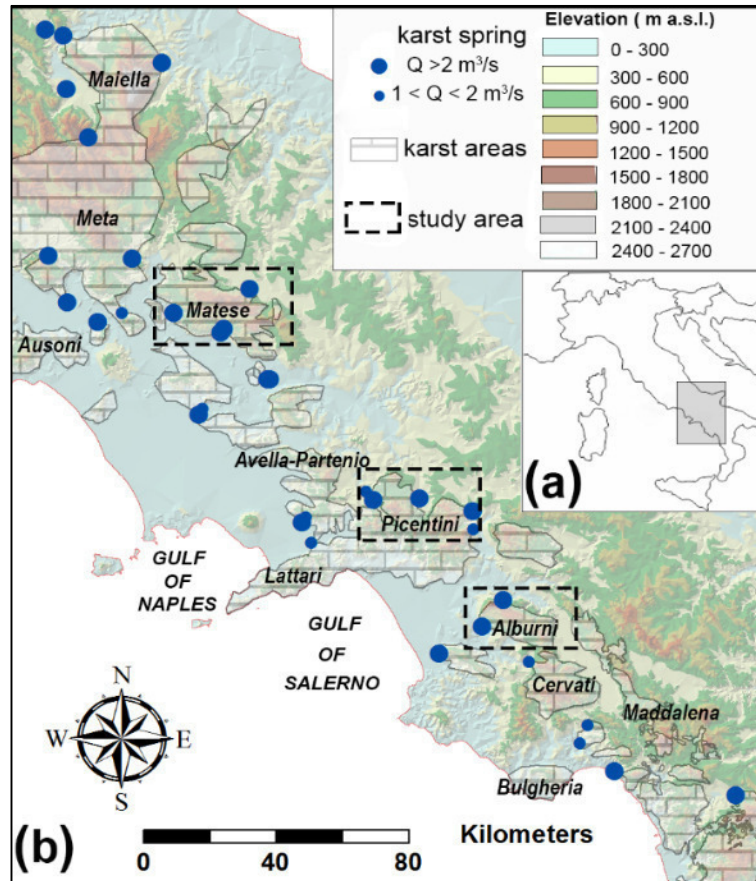 karst spring
Q >2 m³/s
1 < Q < 2 m³/s
karst areas
study area
Elevation ( m a.s.l.)
0 - 300
300 - 600
600 - 900
900 - 1200
1200 - 1500
1500 - 1800
1800 - 2100
2100 - 2400
2400 - 2700
(a)
Maiella
Meta
Matese
Ausoni
Avella-Partenio
Picentini
GULF
OF
NAPLES
Lattari
GULF
OF
SALERNO
Alburni
Cervati
Maddalena
Bulgheria
N
W
E
S
(b)
Kilometers
0
40
80